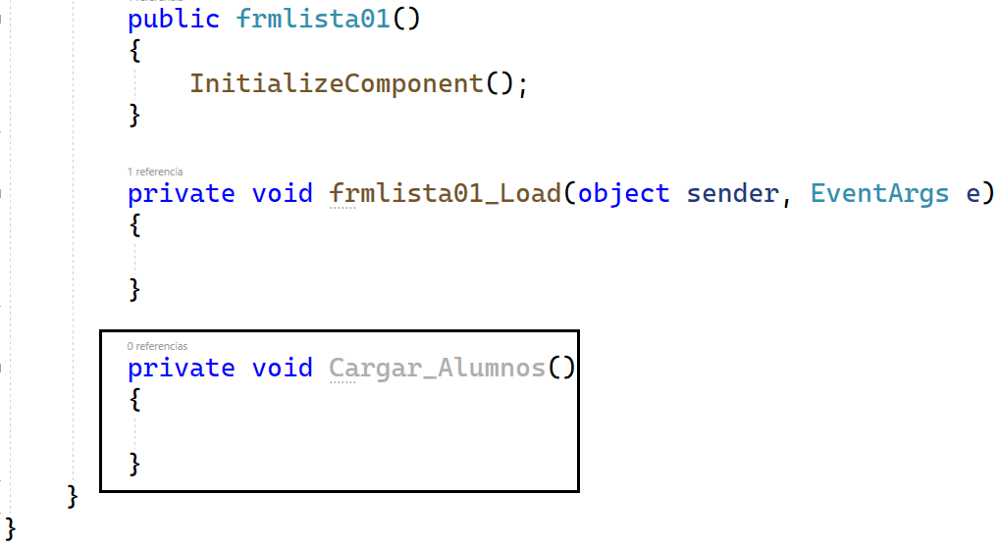 public frmlista01()
{
InitializeComponent();
}
1 referencia
private void frmlista01_Load(object sender, EventArgs e)
{
}
0 referencias
private void Cargar_Alumnos()
{
}
}
}